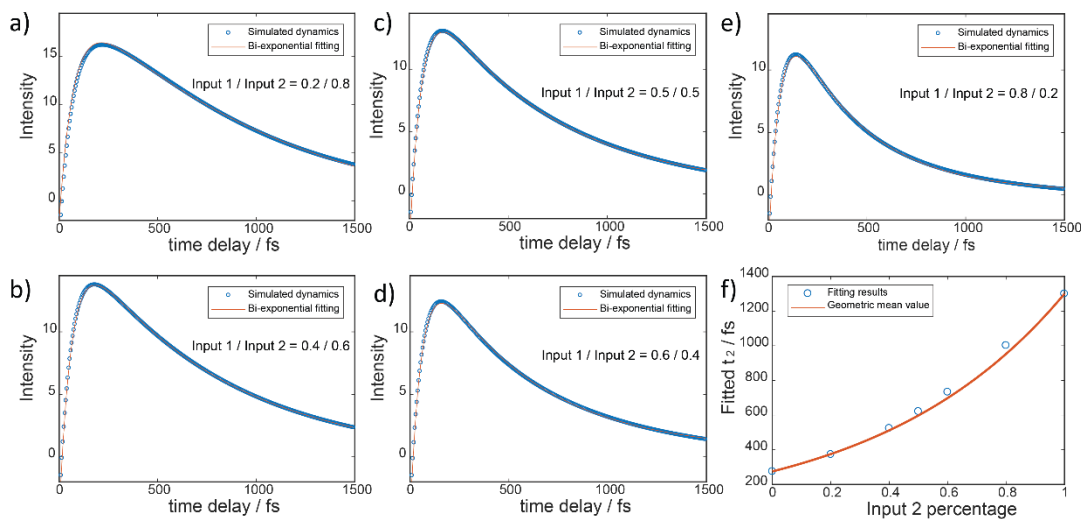 a)
Intensity
15
10
5
0
Simulated dynamics
Bi-exponential fitting
Input 1 / Input 2 = 0.2 / 0.8
0 500 1000 1500
time delay / fs
c)
Intensity
10
5
0
Simulated dynamics
Bi-exponential fitting
Input 1 / Input 2 = 0.5 / 0.5
0 500 1000 1500
time delay / fs
e)
Intensity
10
5
0
Simulated dynamics
Bi-exponential fitting
Input 1 / Input 2 = 0.8 / 0.2
0 500 1000 1500
time delay / fs
b)
Intensity
10
5
0
Simulated dynamics
Bi-exponential fitting
Input 1 / Input 2 = 0.4 / 0.6
0 500 1000 1500
time delay / fs
d)
Intensity
10
5
0
Simulated dynamics
Bi-exponential fitting
Input 1 / Input 2 = 0.6 / 0.4
0 500 1000 1500
time delay / fs
f)
Fitted t2 / fs
1400
1300
1000
800
600
400
200
Fitting results
Geometric mean value
0 0.2 0.4 0.6 0.8 1
Input 2 percentage